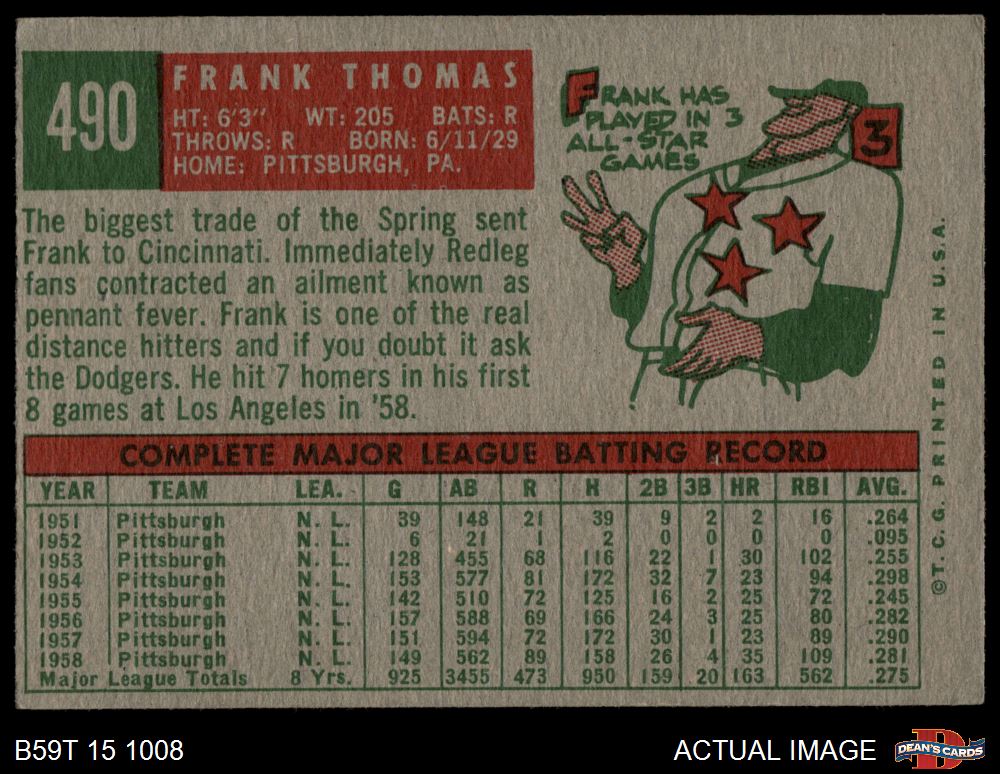 490
FRANK THOMAS
HT: 6'3" WT: 205 BATS: R
THROWS: R BORN: 6/11/29
HOME: PITTSBURGH, PA.
The biggest trade of the Spring sent
Frank to Cincinnati. Immediately Redleg
fans contracted an ailment known as
pennant fever. Frank is one of the real
distance hitters and if you doubt it ask
the Dodgers. He hit 7 homers in his first
8 games at Los Angeles in '58.
FRANK HAS
PLAYED IN 3
ALL-STAR
GAMES
3
COMPLETE MAJOR LEAGUE BATTING RECORD
YEAR TEAM LEA. G AB R H 2B 3B HR RBI AVG.
1951 Pittsburgh N. L. 39 148 21 39 9 2 2 16 .264
1952 Pittsburgh N. L. 6 21 1 2 0 0 0 0 .095
1953 Pittsburgh N. L. 128 455 68 116 22 1 30 102 .255
1954 Pittsburgh N. L. 153 577 81 172 32 7 23 94 .298
1955 Pittsburgh N. L. 142 510 72 125 16 2 25 72 .245
1956 Pittsburgh N. L. 157 588 69 166 24 3 25 80 .282
1957 Pittsburgh N. L. 151 594 72 172 30 1 23 89 .290
1958 Pittsburgh N. L. 149 562 89 158 26 4 35 109 .281
Major League Totals 8 Yrs. 925 3455 473 950 159 20 163 562 .275
©T. C. G. PRINTED IN U.S.A.
B59T 15 1008
ACTUAL IMAGE
DEAN'S CARDS